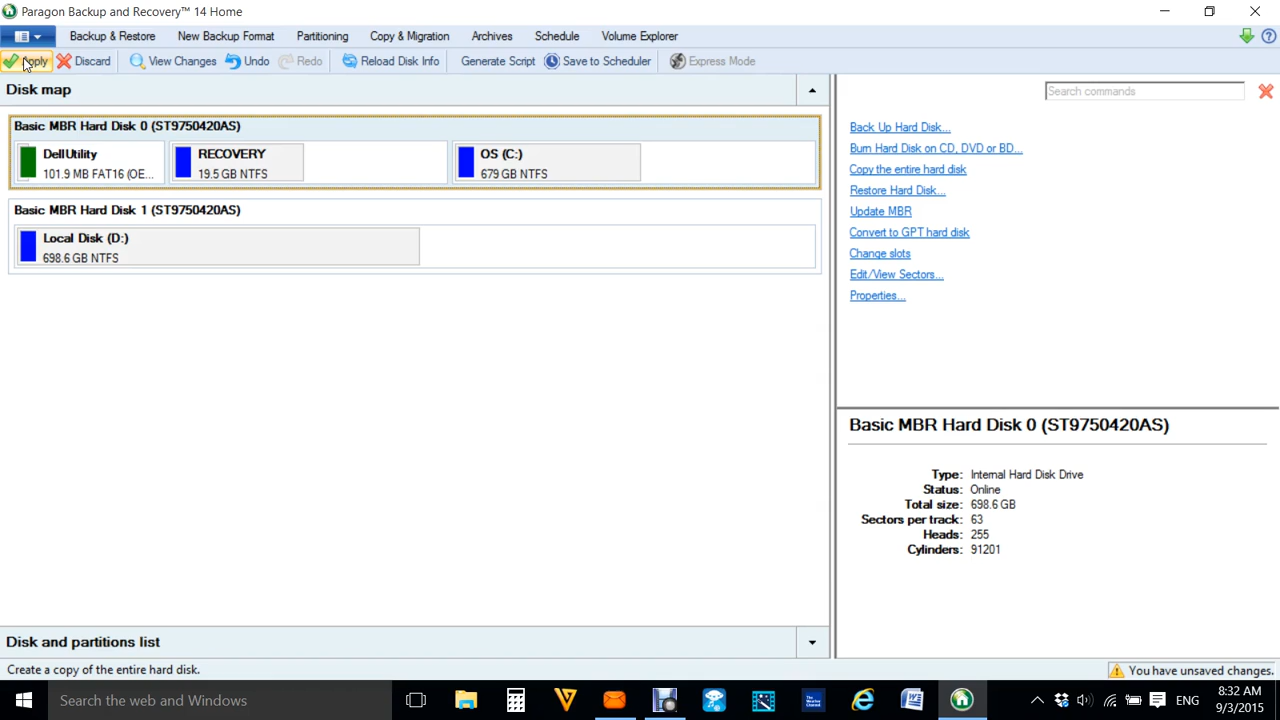 Paragon Backup and Recovery™ 14 Home
Backup & Restore New Backup Format Partitioning Copy & Migration Archives Schedule Volume Explorer
Apply Discard View Changes Undo Redo Reload Disk Info Generate Script Save to Scheduler Express Mode
Disk map
Basic MBR Hard Disk 0 (ST9750420AS)
DellUtility
101.9 MB FAT16 (OE...
RECOVERY
19.5 GB NTFS
OS (C:)
679 GB NTFS
Basic MBR Hard Disk 1 (ST9750420AS)
Local Disk (D:)
698.6 GB NTFS
Search commands
Back Up Hard Disk...
Burn Hard Disk on CD, DVD or BD...
Copy the entire hard disk
Restore Hard Disk...
Update MBR
Convert to GPT hard disk
Change slots
Edit/View Sectors...
Properties...
Basic MBR Hard Disk 0 (ST9750420AS)
Type: Internal Hard Disk Drive
Status: Online
Total size: 698.6 GB
Sectors per track: 63
Heads: 255
Cylinders: 91201
Disk and partitions list
Create a copy of the entire hard disk.
You have unsaved changes.
Search the web and Windows
ENG
8:32 AM
9/3/2015